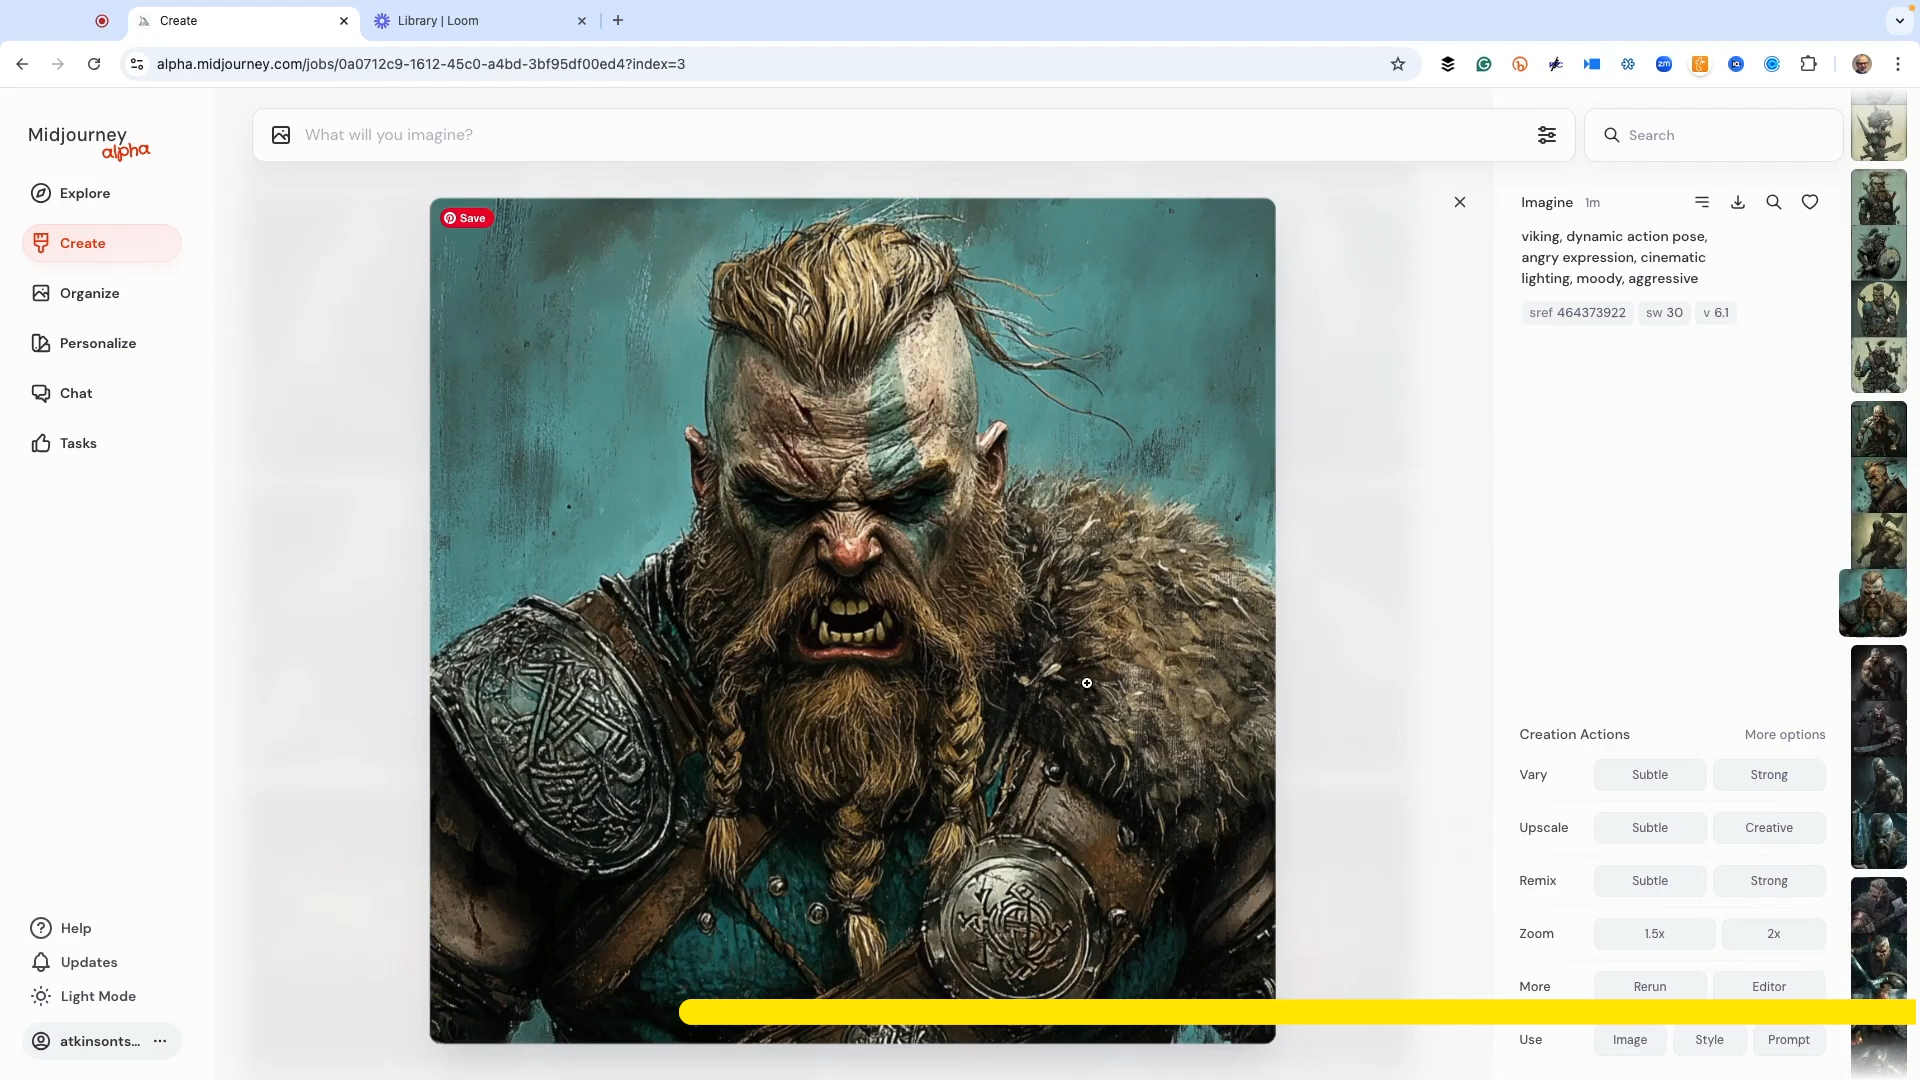 Create
Library | Loom
alpha.midjourney.com/jobs/0a0712c9-1612-45c0-a4bd-3bf95df00ed4?index=3
Midjourney
alpha
What will you imagine?
Search
Explore
Create
Organize
Personalize
Chat
Tasks
Help
Updates
Light Mode
atkinsonts...
Save
Imagine 1m
viking, dynamic action pose,
angry expression, cinematic
lighting, moody, aggressive
sref 464373922 sw 30 v 6.1
Creation Actions More options
Vary Subtle Strong
Upscale Subtle Creative
Remix Subtle Strong
Zoom 1.5x 2x
More Rerun Editor
Use Image Style Prompt